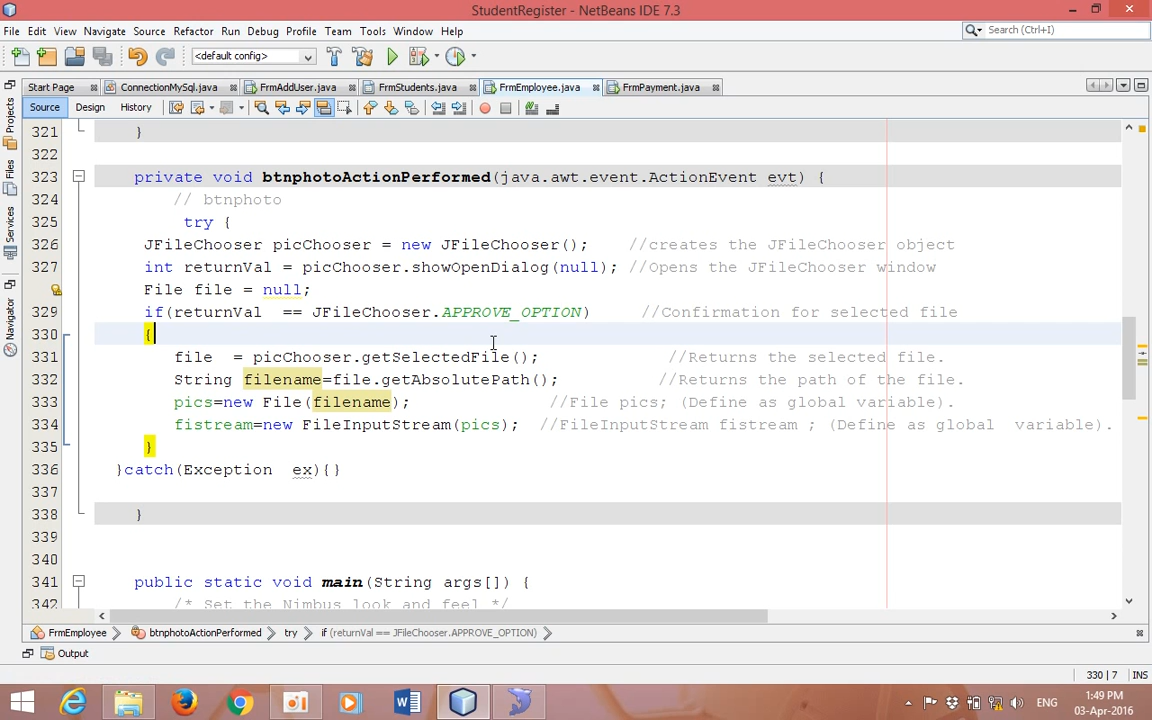 StudentRegister - NetBeans IDE 7.3
File Edit View Navigate Source Refactor Run Debug Profile Team Tools Window Help
Search (Ctrl+I)
<default config>
Start Page ConnectionMySql.java FrmAddUser.java FrmStudents.java FrmEmployee.java FrmPayment.java
Source Design History
Projects
Files
Services
Navigator
321 }
322
323 private void btnphotoActionPerformed(java.awt.event.ActionEvent evt) {
324 // btnphoto
325 try {
326 JFileChooser picChooser = new JFileChooser(); //creates the JFileChooser object
327 int returnVal = picChooser.showOpenDialog(null); //Opens the JFileChooser window
File file = null;
329 if(returnVal == JFileChooser.APPROVE_OPTION) //Confirmation for selected file
330 {
331 file = picChooser.getSelectedFile(); //Returns the selected file.
332 String filename=file.getAbsolutePath(); //Returns the path of the file.
333 pics=new File(filename); //File pics; (Define as global variable).
334 fistream=new FileInputStream(pics); //FileInputStream fistream ; (Define as global variable).
335 }
336 }catch(Exception ex){}
337
338 }
339
340
341 public static void main(String args[]) {
342 /* Set the Nimbus look and feel */
FrmEmployee btnphotoActionPerformed try if (returnVal == JFileChooser.APPROVE_OPTION)
Output
330 | 7 INS
ENG
1:49 PM
03-Apr-2016